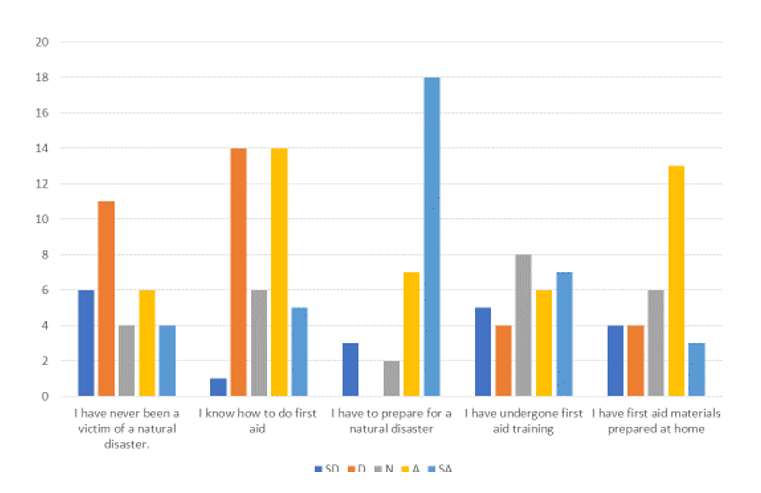 20
18
16
14
12
10
8
6
4
2
0
I have never been a
victim of a natural
disaster.
I know how to do first
aid
I have to prepare for a
natural disaster
I have undergone first
aid training
I have first aid materials
prepared at home
SD D N A SA